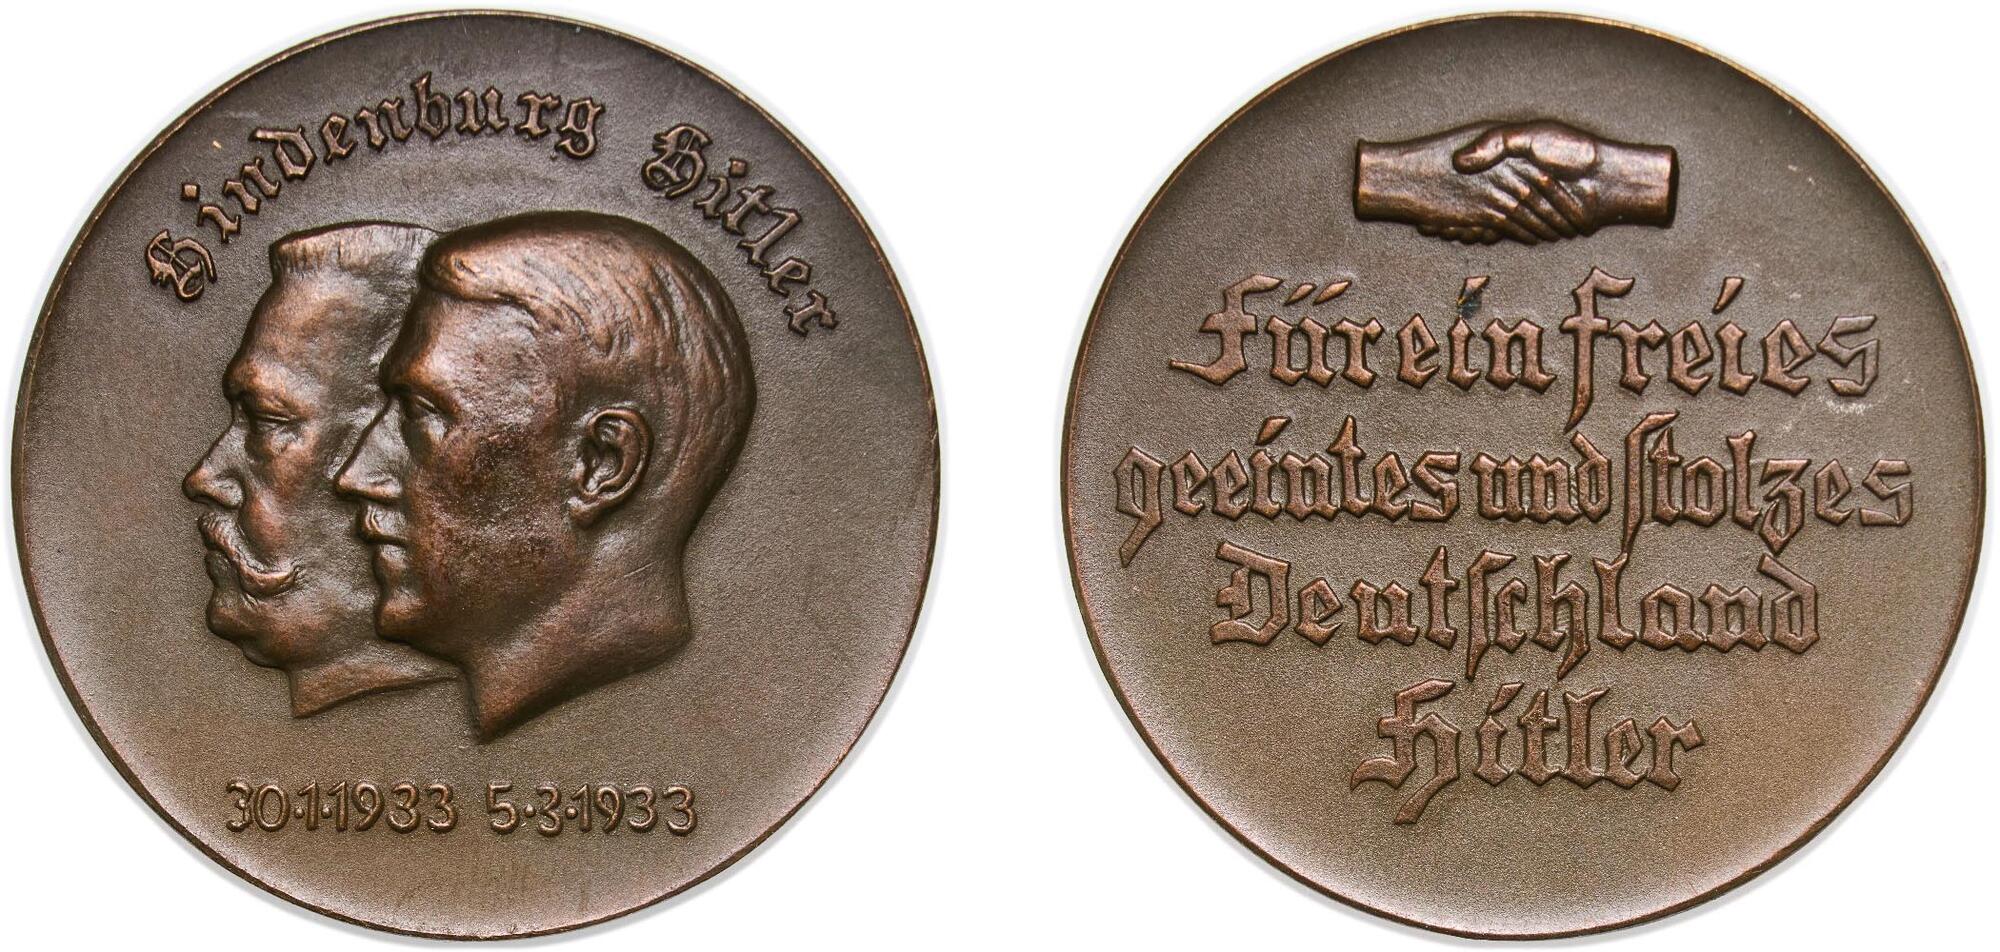 Hindenburg Hitler
30·1·1933 5·3·1933
Für ein freies
geeintes und stolzes
Deutschland
Hitler